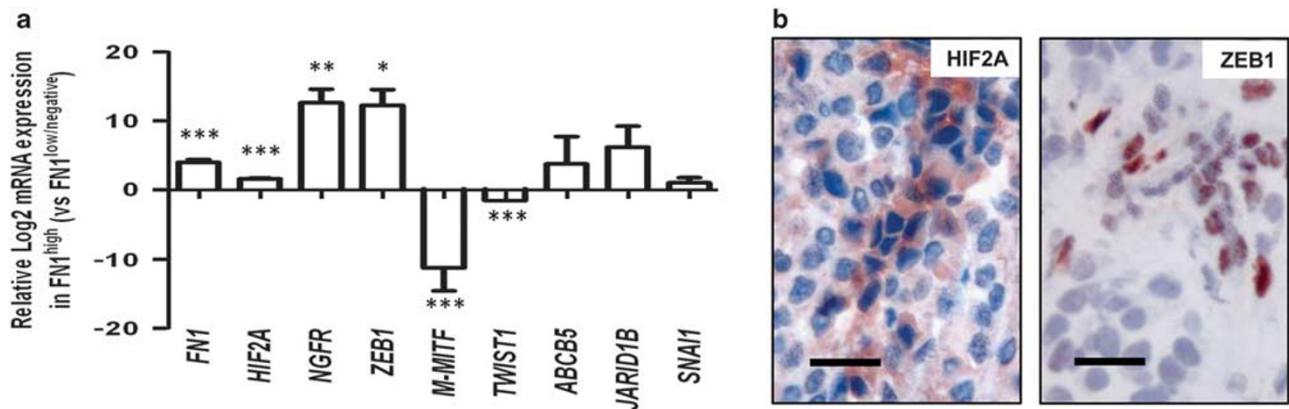 a
Relative Log2 mRNA expression
in FN1high (vs FN1low/negative)
20
10
0
-10
-20
***
***
**
*
***
***
FN1
HIF2A
NGFR
ZEB1
M-MITF
TWIST1
ABCB5
JARID1B
SNAI1
b
HIF2A
ZEB1